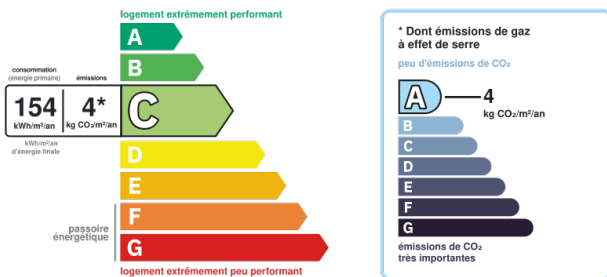 logement extrêmement performant
A
B
consommation
(énergie primaire)
émissions
154
kWh/m²/an
4*
kg CO₂/m²/an
C
kWh/m²/an
d'énergie finale
D
E
F
G
passoire
énergétique
logement extrêmement peu performant
* Dont émissions de gaz
à effet de serre
peu d'émissions de CO₂
A
4
kg CO₂/m²/an
B
C
D
E
F
G
émissions de CO₂
très importantes